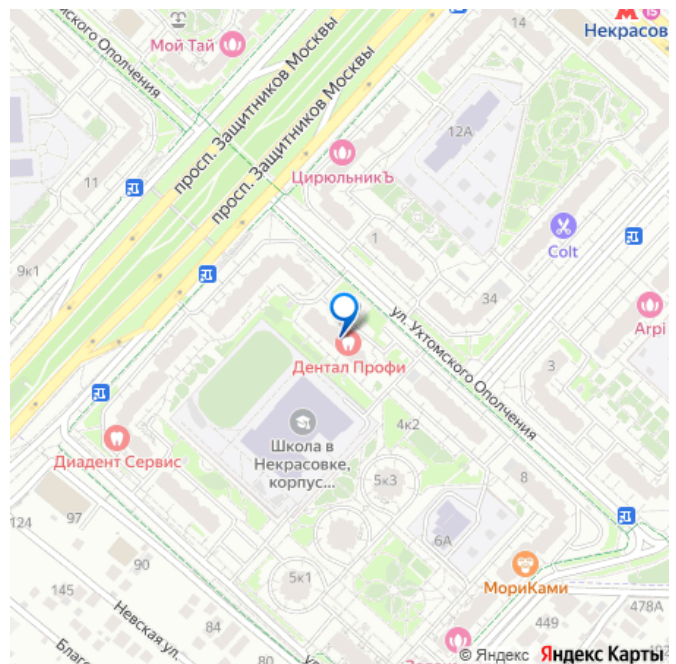 14
Некрасов
Мой Тай
Ополчения
просп. Защитников Москвы
просп. Защитников Москвы
12А
ЦирюльникЪ
11
1
Colt
9к1
34
ул. Ухтомского Ополчения
Arpi
Дентал Профи
3
4к2
Школа в
Некрасовке,
корпус...
Диадент Сервис
5к3
8
124
97
6А
90
МориКами
5к1
145
Невская ул.
84
449
478А
80
© Яндекс Яндекс Карты